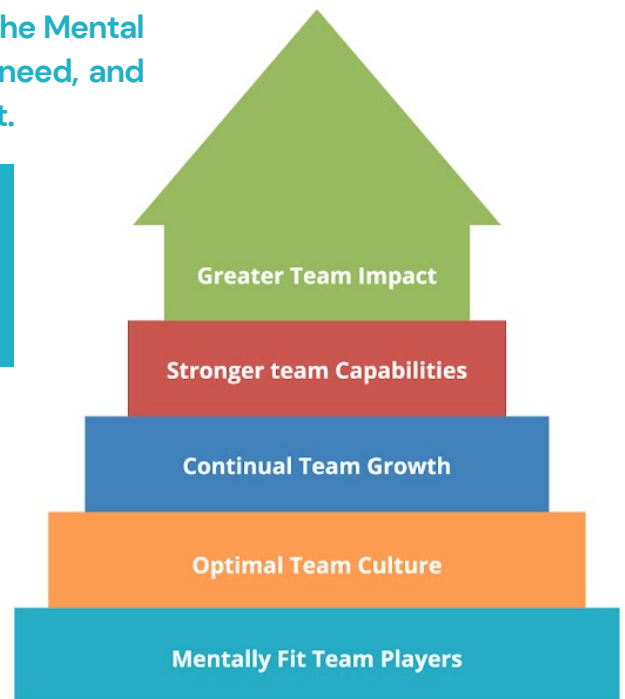 he Mental
need, and
t.
Greater Team Impact
Stronger team Capabilities
Continual Team Growth
Optimal Team Culture
Mentally Fit Team Players